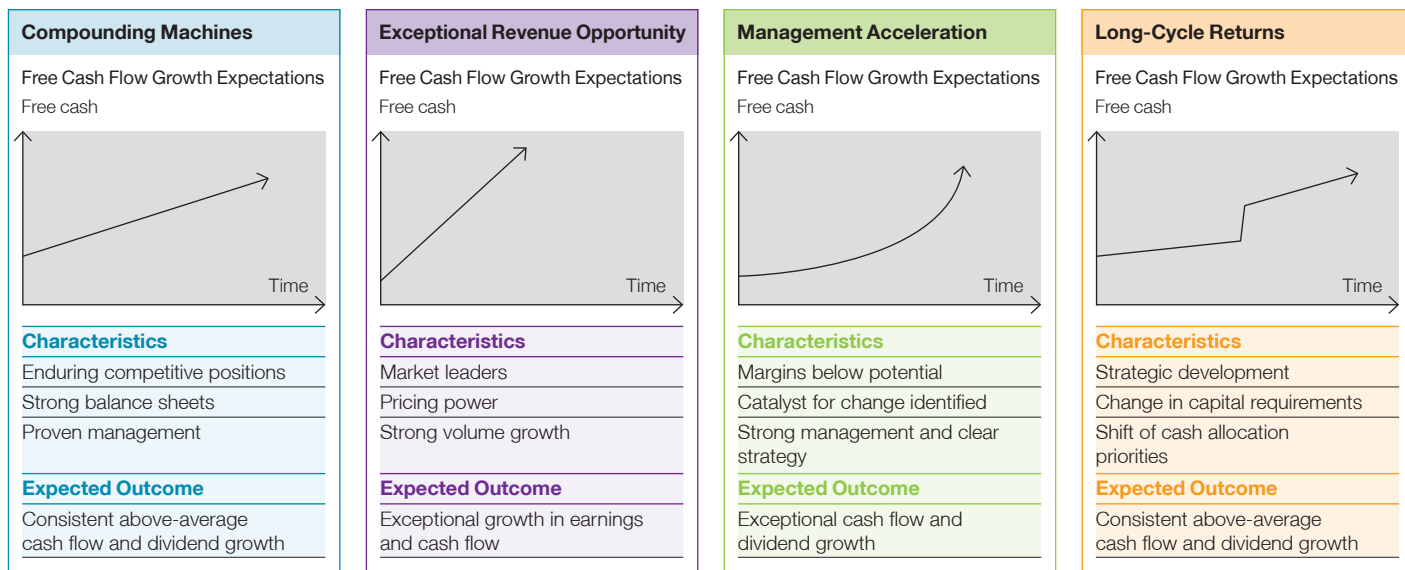 Compounding Machines
Free Cash Flow Growth Expectations
Free cash
Time
Characteristics
Enduring competitive positions
Strong balance sheets
Proven management
Expected Outcome
Consistent above-average
cash flow and dividend growth
Exceptional Revenue Opportunity
Free Cash Flow Growth Expectations
Free cash
Time
Characteristics
Market leaders
Pricing power
Strong volume growth
Expected Outcome
Exceptional growth in earnings
and cash flow
Management Acceleration
Free Cash Flow Growth Expectations
Free cash
Time
Characteristics
Margins below potential
Catalyst for change identified
Strong management and clear
strategy
Expected Outcome
Exceptional cash flow and
dividend growth
Long-Cycle Returns
Free Cash Flow Growth Expectations
Free cash
Time
Characteristics
Strategic development
Change in capital requirements
Shift of cash allocation
priorities
Expected Outcome
Consistent above-average
cash flow and dividend growth